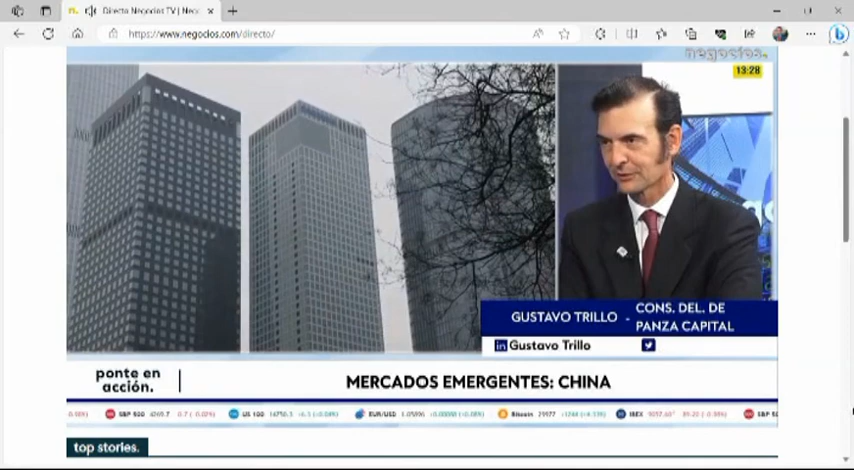 Directo Negocios TV | Neg
https://www.negocios.com/directo/
negocios.
13:28
GUSTAVO TRILLO - CONS. DEL. DE
PANZA CAPITAL
in Gustavo Trillo
ponte en
acción.
MERCADOS EMERGENTES: CHINA
S&P 500 US 100 EUR/USD Bitcoin IBEX S&P
top stories.